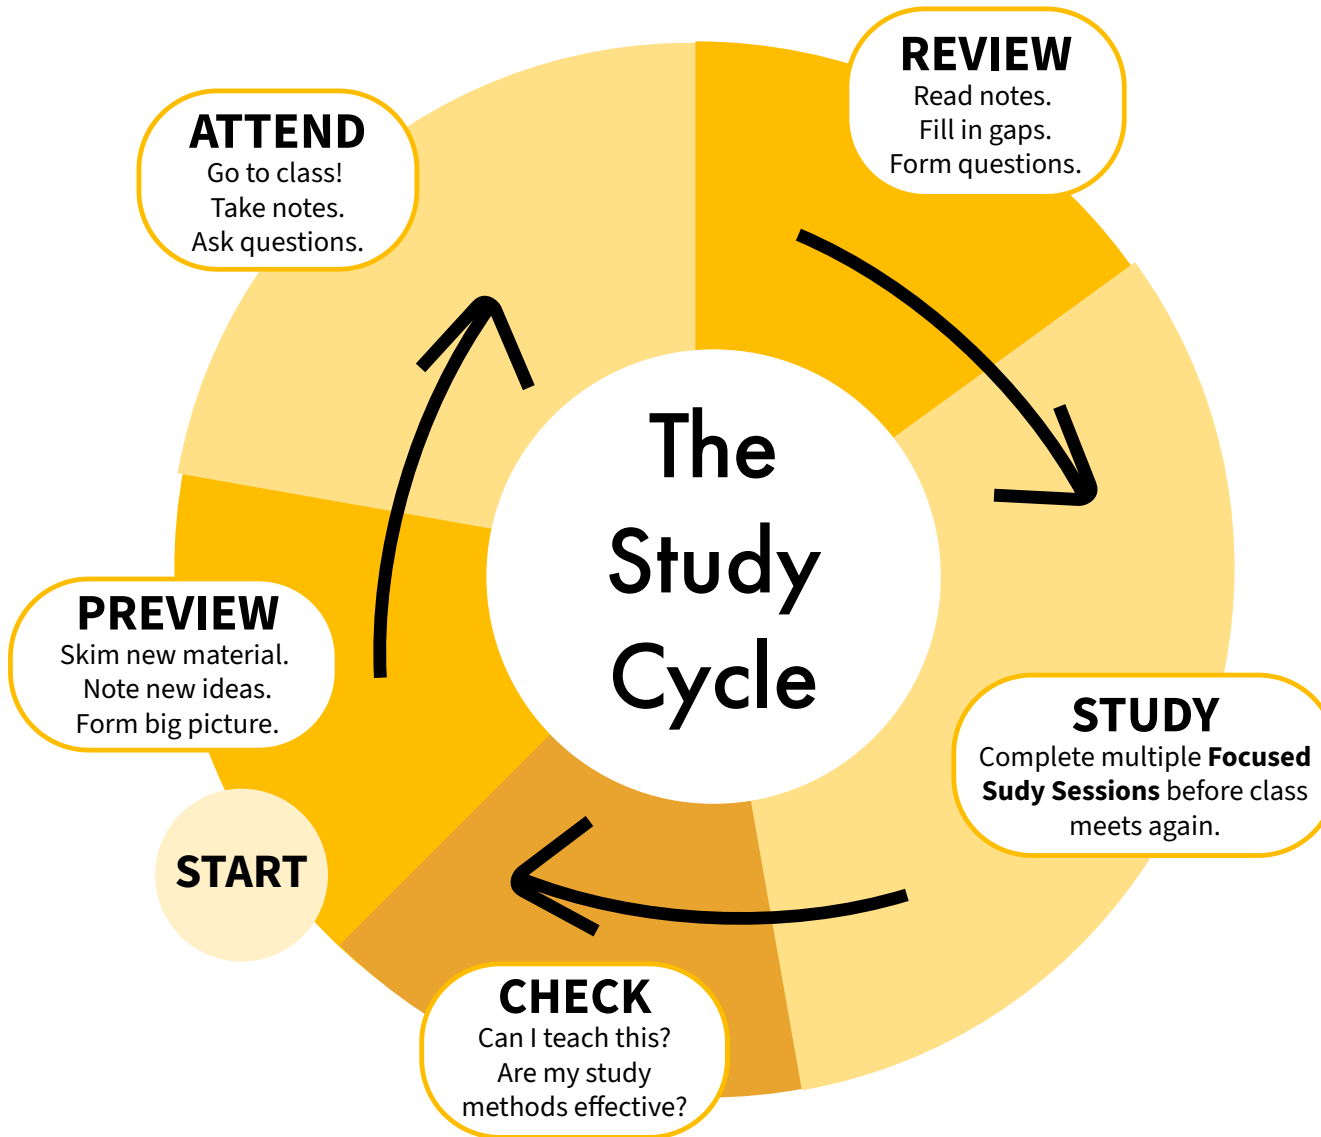 The
Study
Cycle
START
PREVIEW
Skim new material.
Note new ideas.
Form big picture.
ATTEND
Go to class!
Take notes.
Ask questions.
REVIEW
Read notes.
Fill in gaps.
Form questions.
STUDY
Complete multiple Focused
Sudy Sessions before class
meets again.
CHECK
Can I teach this?
Are my study
methods effective?